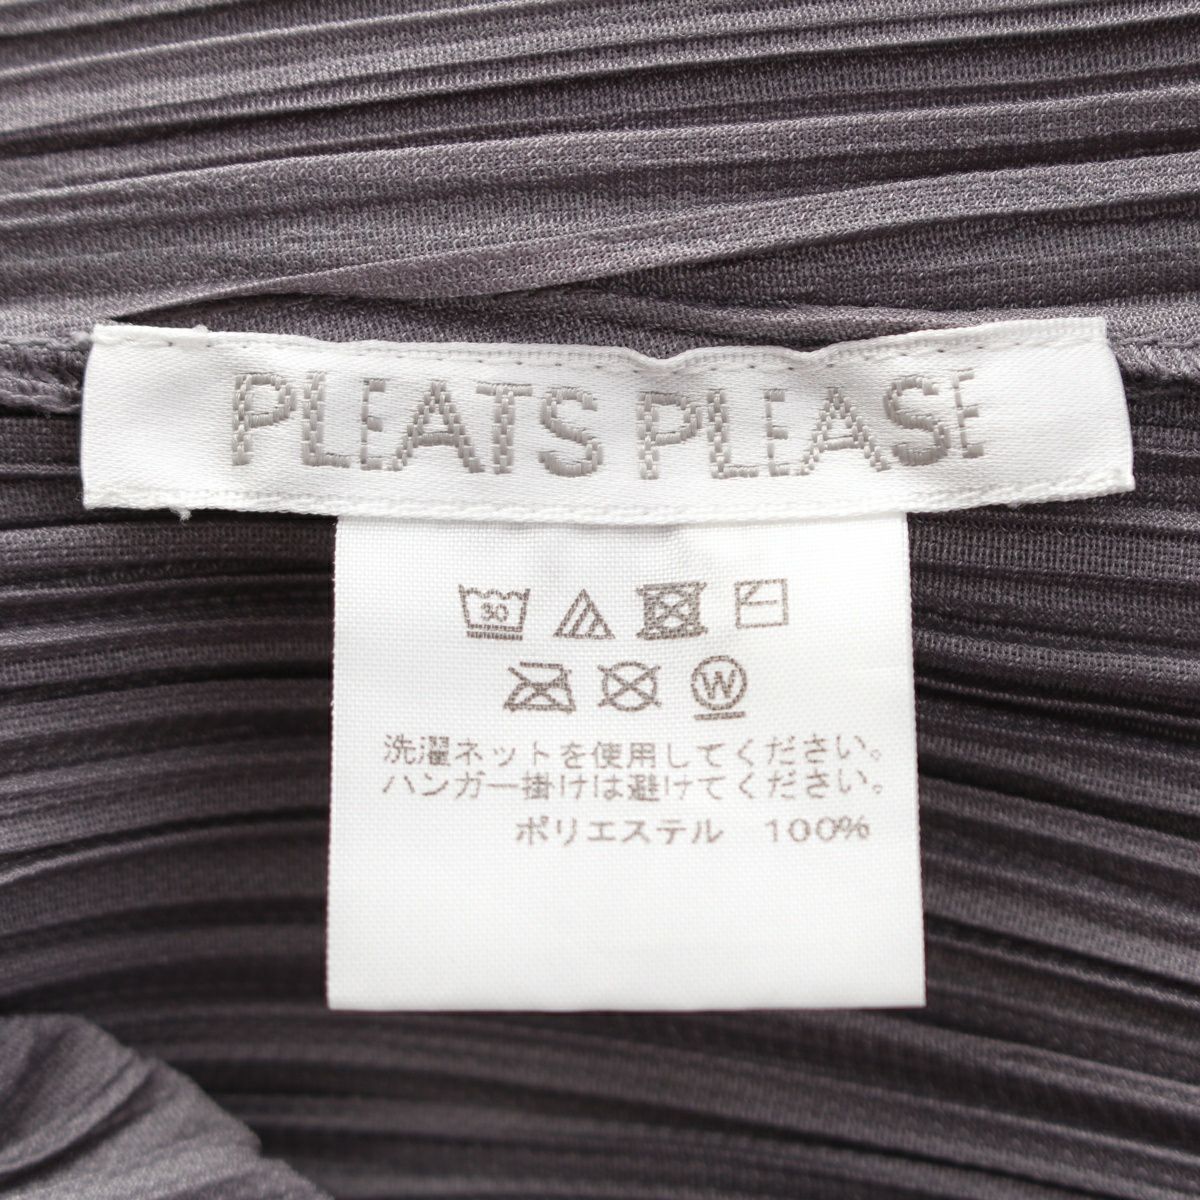 PLEATS PLEASE
30
W
洗濯ネットを使用してください。
ハンガー掛けは避けてください。
ポリエステル 100%